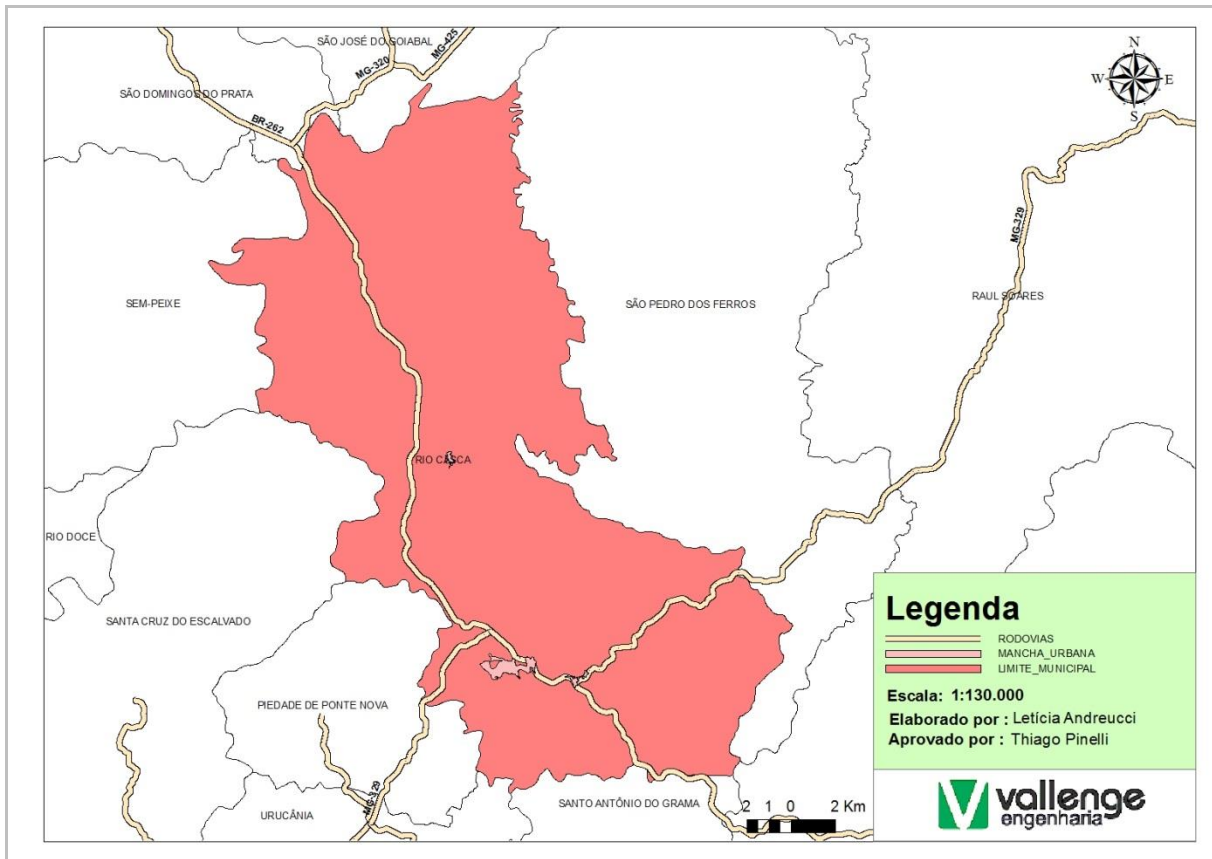 SÃO JOSÉ DO GOIABAL
MG-425
MG-320
N
W
E
S
SÃO DOMINGOS DO PRATA
BR-262
MG-329
SEM-PEIXE
SÃO PEDRO DOS FERROS
RAUL SOARES
RIO CASCA
RIO DOCE
SANTA CRUZ DO ESCALVADO
PIEDADE DE PONTE NOVA
MG-329
URUCÂNIA
SANTO ANTÔNIO DO GRAMA
2 1 0 2 Km
Legenda
RODOVIAS
MANCHA_URBANA
LIMITE_MUNICIPAL
Escala: 1:130.000
Elaborado por : Letícia Andreucci
Aprovado por : Thiago Pinelli
vallenge
engenharia